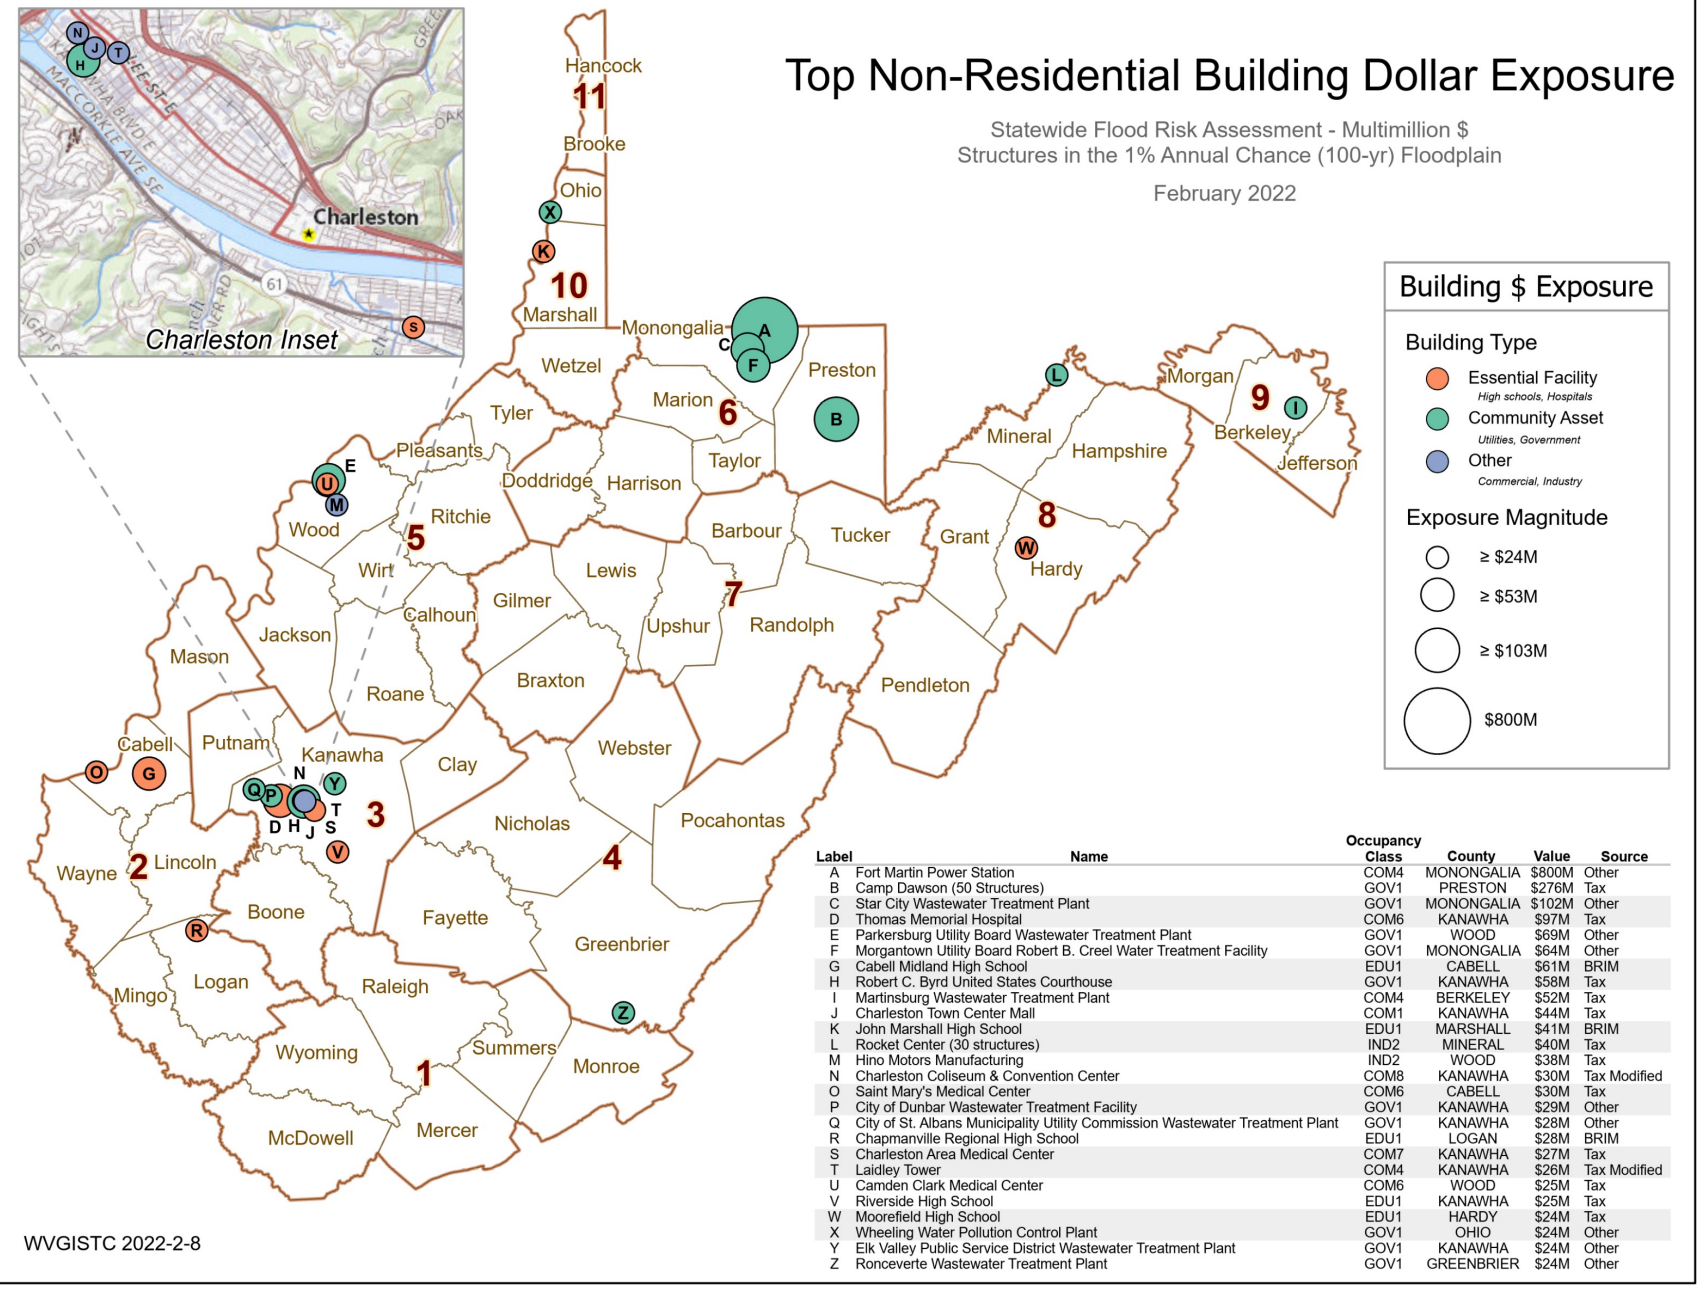 Top Non-Residential Building Dollar Exposure
Statewide Flood Risk Assessment - Multimillion $
Structures in the 1% Annual Chance (100-yr) Floodplain
February 2022
N
J
T
H
LEE ST E
KANAWHA BLVD E
MACCORKLE AVE SE
OAK
Charleston
61
S
Charleston Inset
Hancock
11
Brooke
Ohio
X
K
10
Marshall
Monongalia
A
C
F
Wetzel
Preston
Marion
6
B
Tyler
Pleasants
Taylor
Doddridge
Harrison
L
Morgan
9
I
Berkeley
Jefferson
Mineral
Hampshire
E
U
M
Wood
Ritchie
5
Wirt
Barbour
Tucker
Grant
8
W
Hardy
Lewis
7
Gilmer
Calhoun
Upshur
Randolph
Jackson
Mason
Roane
Braxton
Pendleton
Cabell
Putnam
Kanawha
Clay
Webster
O
G
N
Q
P
Y
T
D
H
J
S
3
V
Nicholas
Pocahontas
4
Wayne
2
Lincoln
Boone
Fayette
Greenbrier
R
Logan
Mingo
Raleigh
Z
Wyoming
Summers
Monroe
1
McDowell
Mercer
Building $ Exposure
Building Type
Essential Facility
High schools, Hospitals
Community Asset
Utilities, Government
Other
Commercial, Industry
Exposure Magnitude
≥ $24M
≥ $53M
≥ $103M
$800M
Label Name Occupancy Class County Value Source
A Fort Martin Power Station COM4 MONONGALIA $800M Other
B Camp Dawson (50 Structures) GOV1 PRESTON $276M Tax
C Star City Wastewater Treatment Plant GOV1 MONONGALIA $102M Other
D Thomas Memorial Hospital COM6 KANAWHA $97M Tax
E Parkersburg Utility Board Wastewater Treatment Plant GOV1 WOOD $69M Other
F Morgantown Utility Board Robert B. Creel Water Treatment Facility GOV1 MONONGALIA $64M Other
G Cabell Midland High School EDU1 CABELL $61M BRIM
H Robert C. Byrd United States Courthouse GOV1 KANAWHA $58M Tax
I Martinsburg Wastewater Treatment Plant COM4 BERKELEY $52M Tax
J Charleston Town Center Mall COM1 KANAWHA $44M Tax
K John Marshall High School EDU1 MARSHALL $41M BRIM
L Rocket Center (30 structures) IND2 MINERAL $40M Tax
M Hino Motors Manufacturing IND2 WOOD $38M Tax
N Charleston Coliseum & Convention Center COM8 KANAWHA $30M Tax Modified
O Saint Mary's Medical Center COM6 CABELL $30M Tax
P City of Dunbar Wastewater Treatment Facility GOV1 KANAWHA $29M Other
Q City of St. Albans Municipality Utility Commission Wastewater Treatment Plant GOV1 KANAWHA $28M Other
R Chapmanville Regional High School EDU1 LOGAN $28M BRIM
S Charleston Area Medical Center COM7 KANAWHA $27M Tax
T Laidley Tower COM4 KANAWHA $26M Tax Modified
U Camden Clark Medical Center COM6 WOOD $25M Tax
V Riverside High School EDU1 KANAWHA $25M Tax
W Moorefield High School EDU1 HARDY $24M Tax
X Wheeling Water Pollution Control Plant GOV1 OHIO $24M Other
Y Elk Valley Public Service District Wastewater Treatment Plant GOV1 KANAWHA $24M Other
Z Ronceverte Wastewater Treatment Plant GOV1 GREENBRIER $24M Other
WVGISTC 2022-2-8